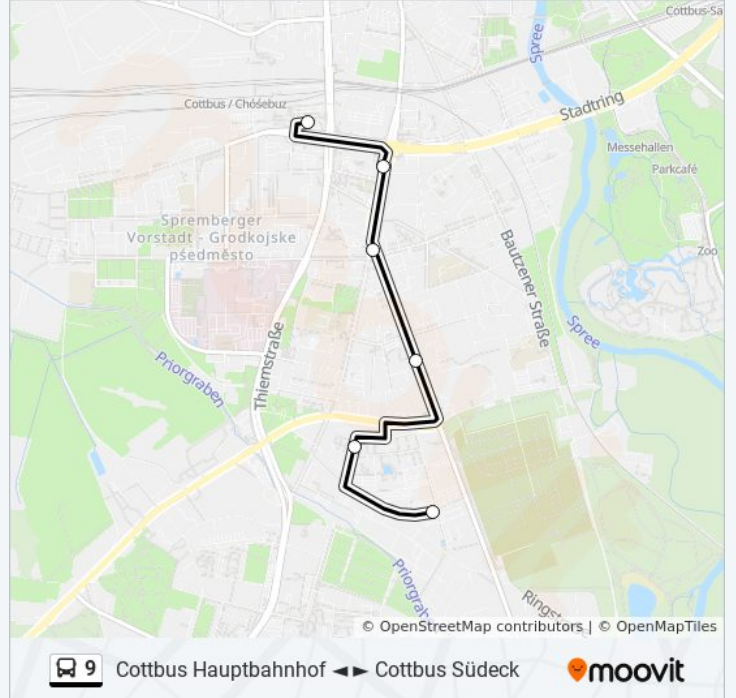 Cottbus-Sa
Spree
Cottbus / Chóśebuz
Stadtring
Messehallen
Parkcafé
Spremberger
Vorstadt - Grodkojske
pśedměsto
Zoo
Bautzener Straße
Spree
Thiemstraße
Priorgraben
Priorgrab
Ringst
© OpenStreetMap contributors | © OpenMapTiles
9 Cottbus Hauptbahnhof ◄ ► Cottbus Südeck moovit